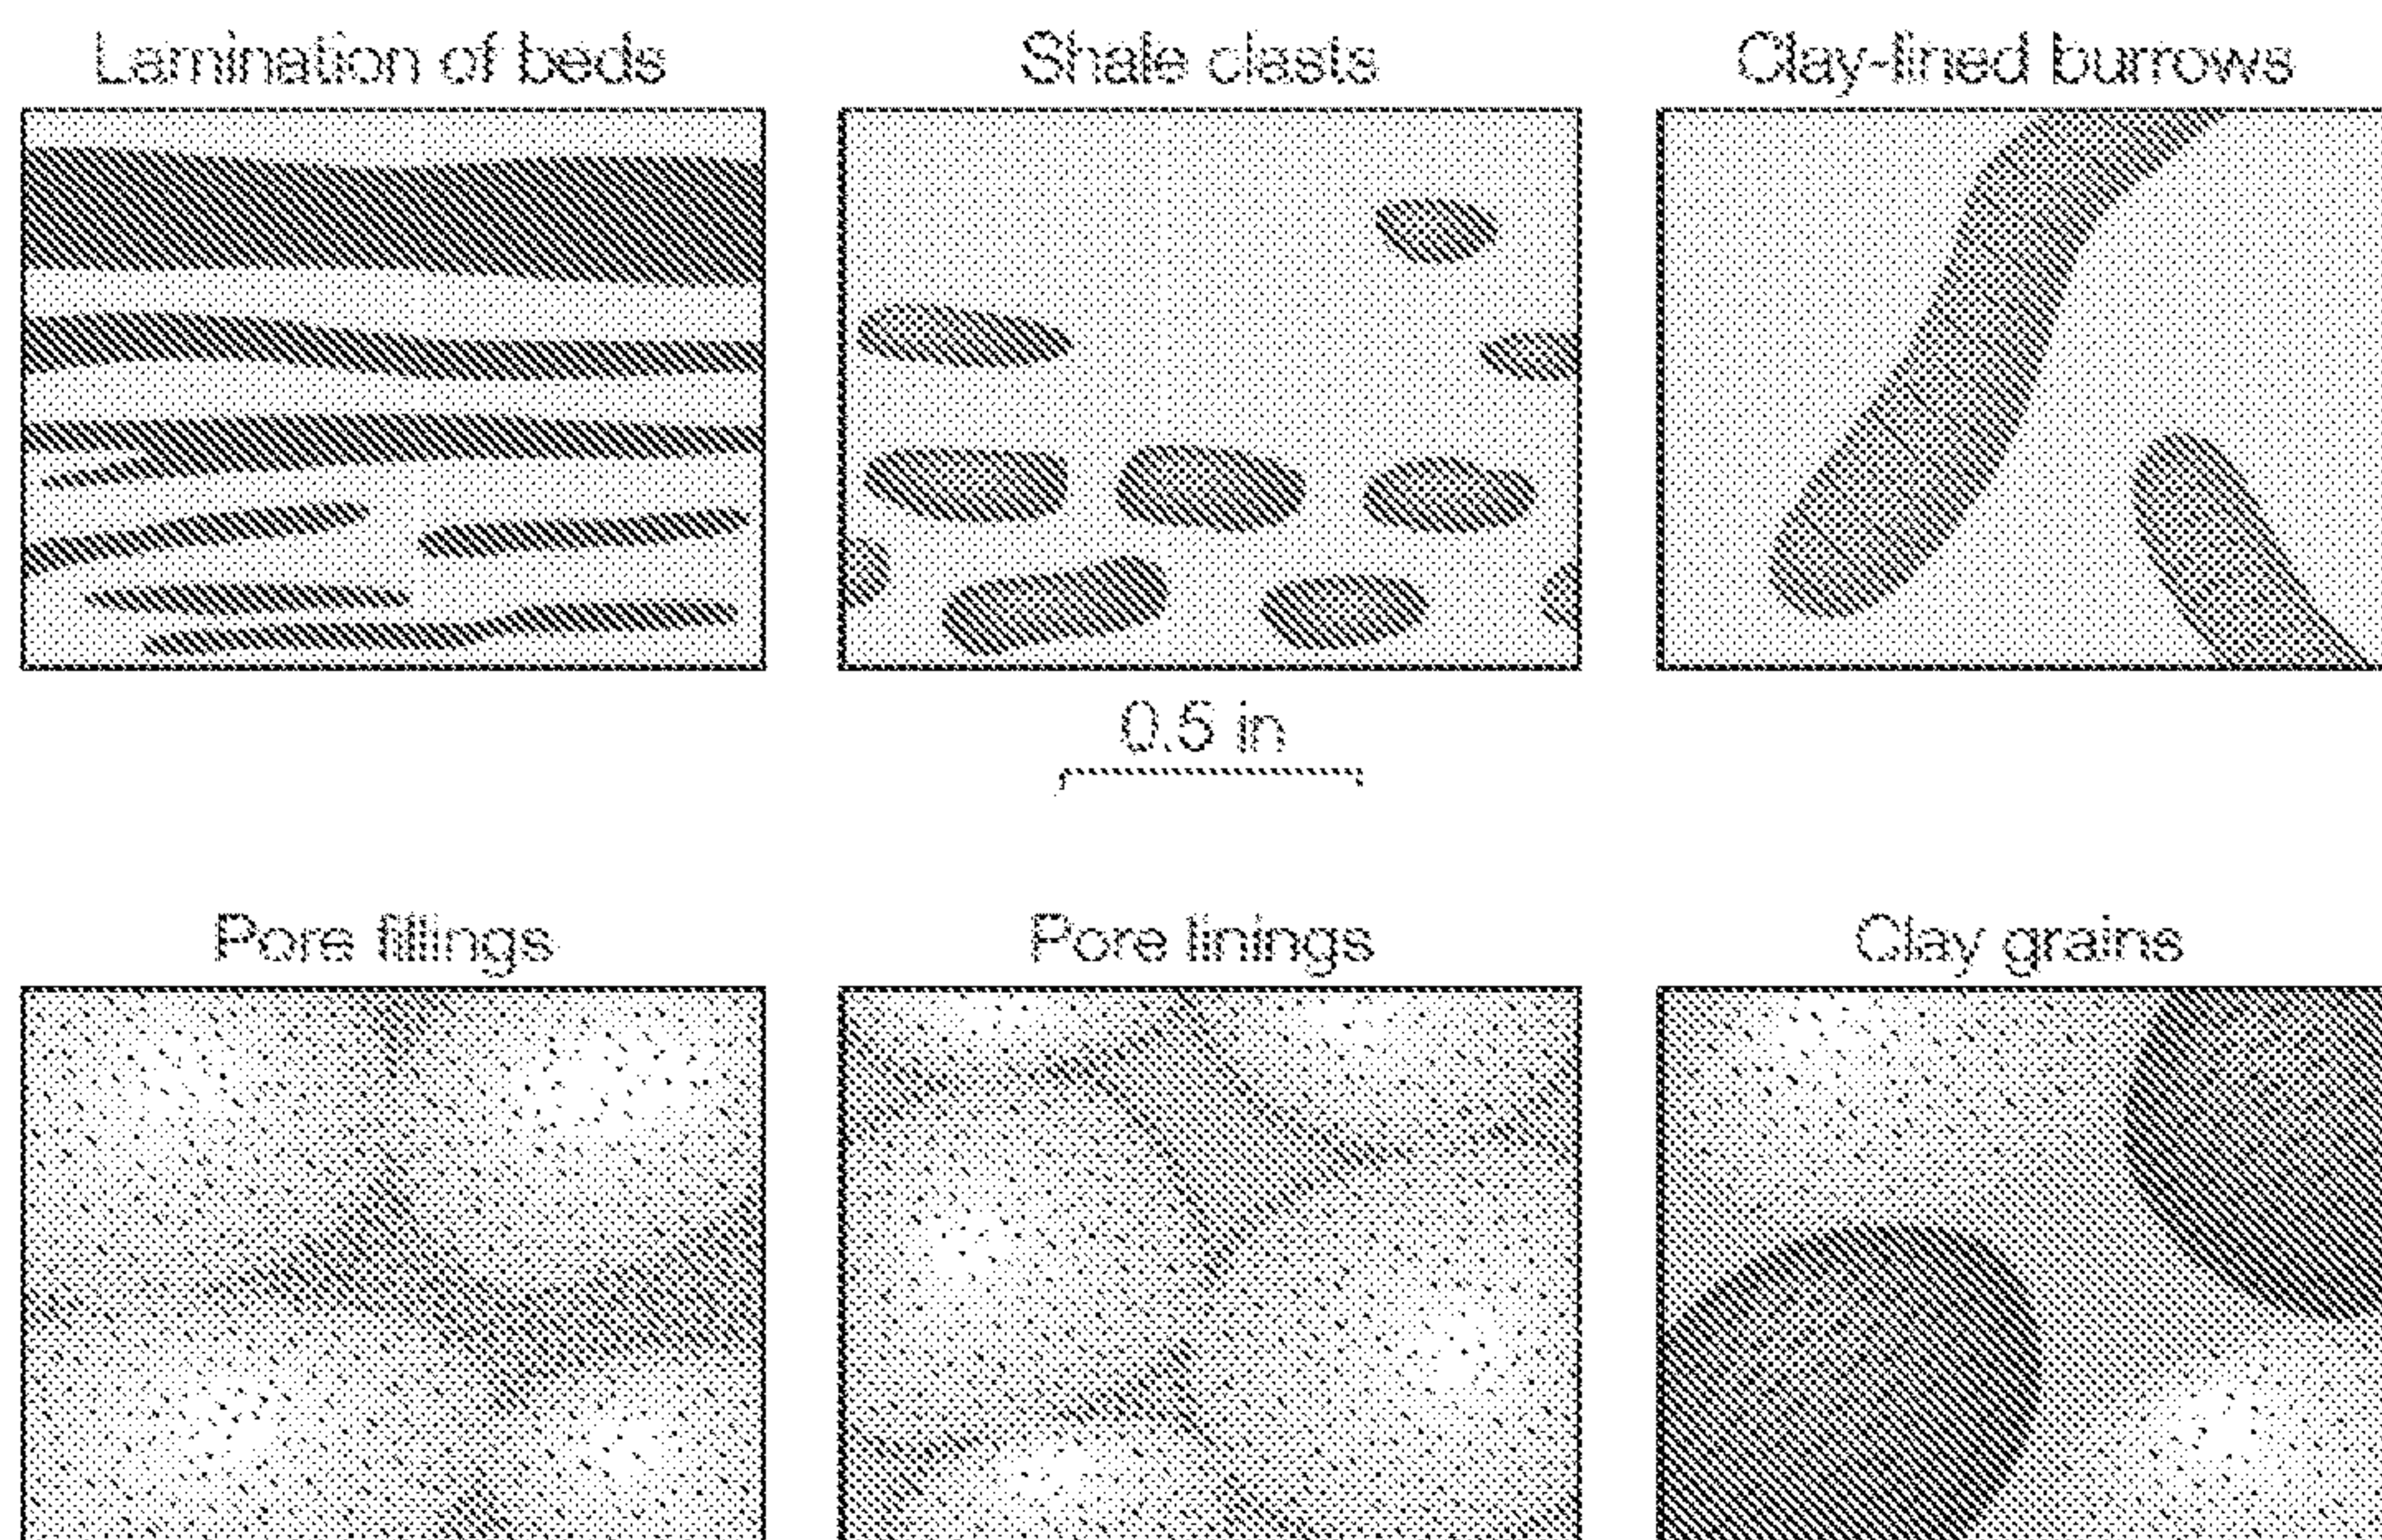 Lamination of beds
Shale clasts
Clay-lined burrows
0.5 in
Pore fillings
Pore linings
Clay grains